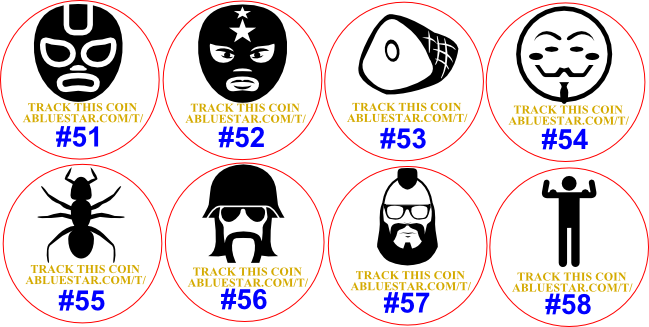 TRACK THIS COIN
ABLUESTAR.COM/T/
#51
TRACK THIS COIN
ABLUESTAR.COM/T/
#52
TRACK THIS COIN
ABLUESTAR.COM/T/
#53
TRACK THIS COIN
ABLUESTAR.COM/T/
#54
TRACK THIS COIN
ABLUESTAR.COM/T/
#55
TRACK THIS COIN
ABLUESTAR.COM/T/
#56
TRACK THIS COIN
ABLUESTAR.COM/T/
#57
TRACK THIS COIN
ABLUESTAR.COM/T/
#58